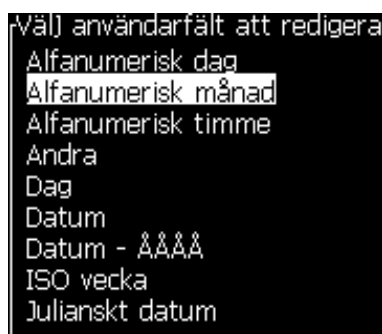 Välj användarfält att redigera
Alfanumerisk dag
Alfanumerisk månad
Alfanumerisk timme
Andra
Dag
Datum
Datum - ÅÅÅÅ
ISO vecka
Julianskt datum